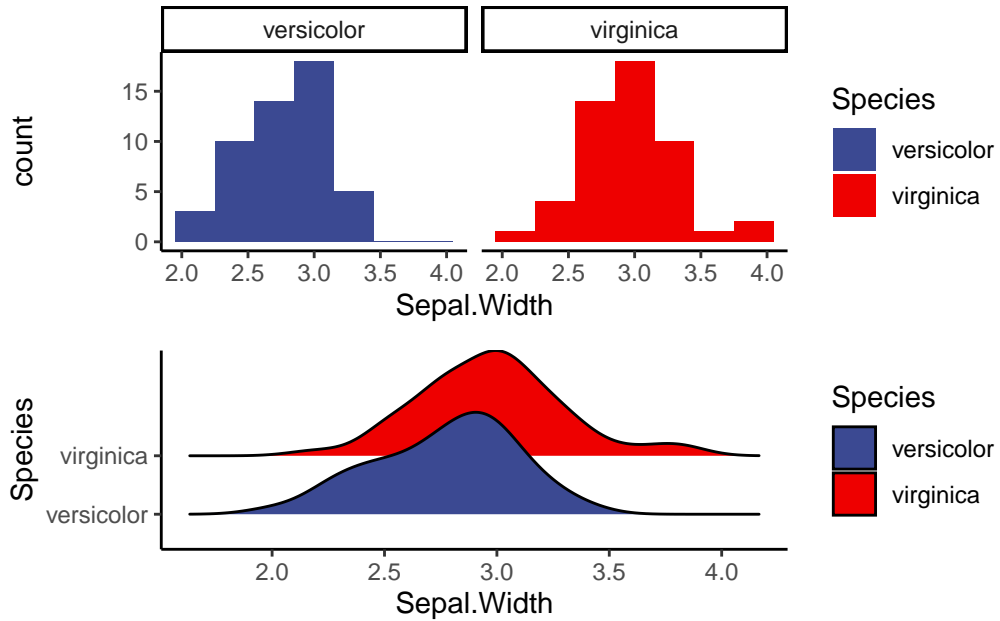 versicolor virginica
count
15
10
5
0
2.0 2.5 3.0 3.5 4.0 2.0 2.5 3.0 3.5 4.0
Sepal.Width
Species
versicolor
virginica
Species
virginica
versicolor
2.0 2.5 3.0 3.5 4.0
Sepal.Width
Species
versicolor
virginica